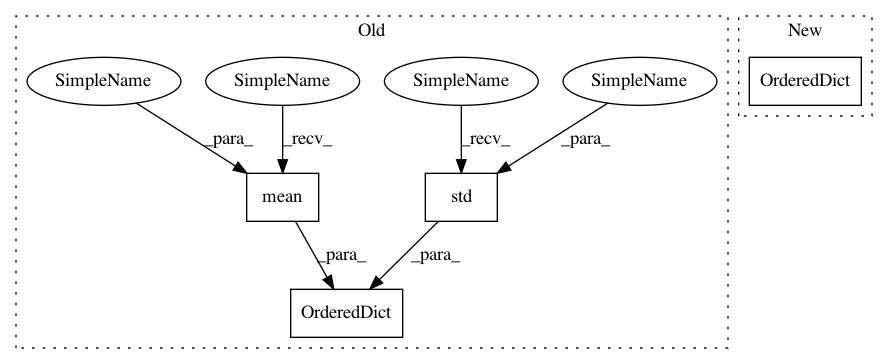 Old
New
SimpleName
SimpleName
SimpleName
SimpleName
OrderedDict
_para_
_recv_
_recv_
_para_
mean
std
_para_
_para_
OrderedDict